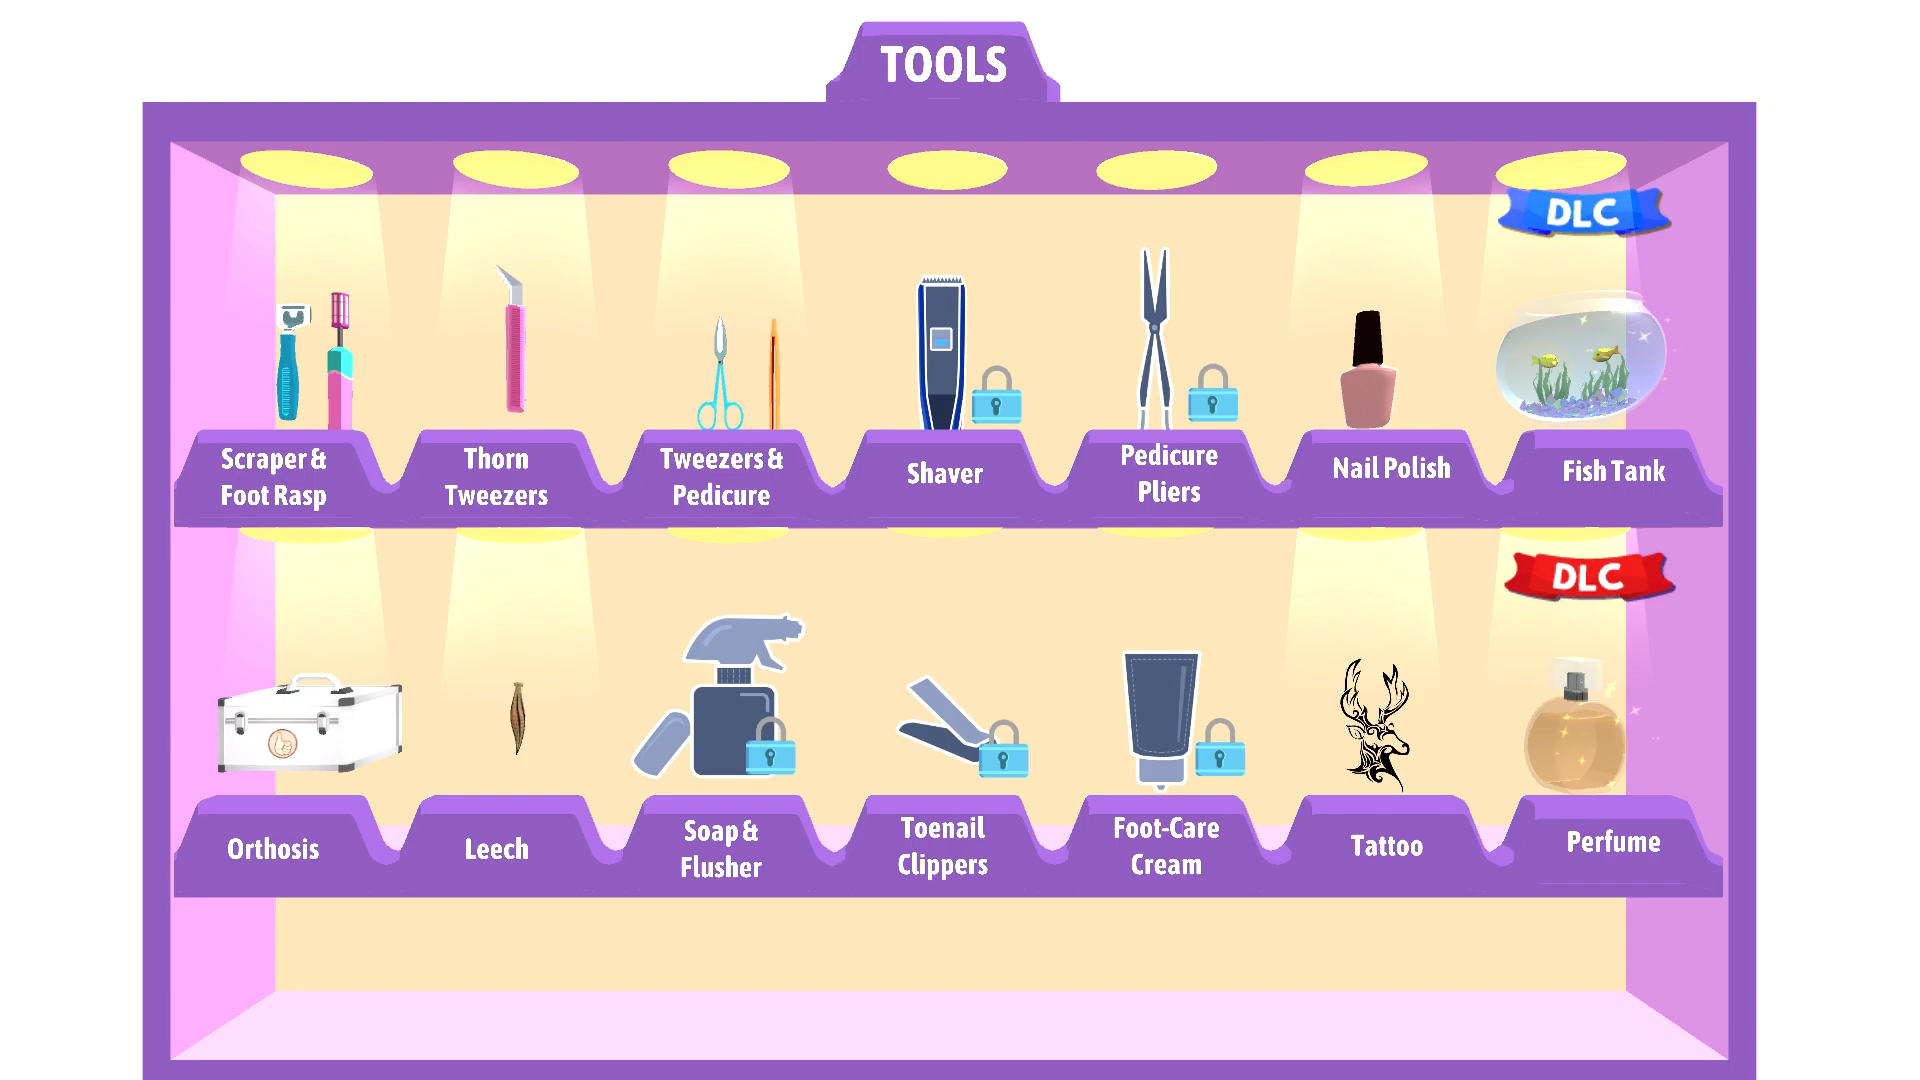 TOOLS
DLC
Scraper &
Foot Rasp
Thorn
Tweezers
Tweezers &
Pedicure
Shaver
Pedicure
Pliers
Nail Polish
Fish Tank
DLC
Orthosis
Leech
Soap &
Flusher
Toenail
Clippers
Foot-Care
Cream
Tattoo
Perfume